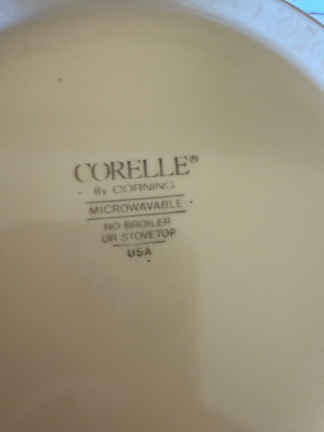 CORELLE®
By CORNING
MICROWAVABLE
NO BROILER
OR STOVETOP
USA